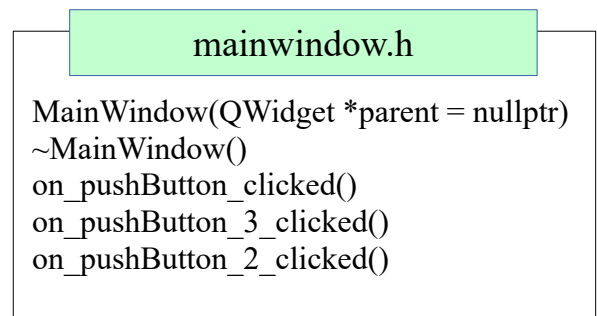 mainwindow.h
MainWindow(QWidget *parent = nullptr)
~MainWindow()
on_pushButton_clicked()
on_pushButton_3_clicked()
on_pushButton_2_clicked()